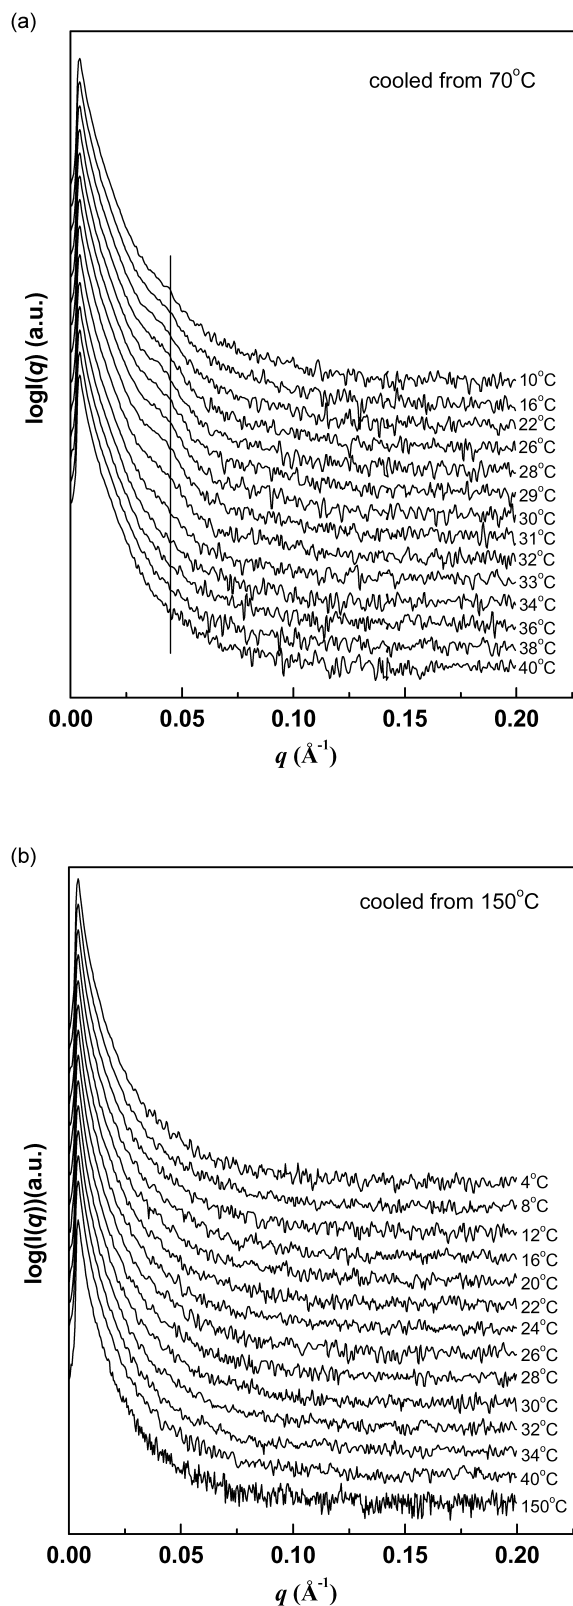 (a)
cooled from 70°C
logI(q) (a.u.)
10°C
16°C
22°C
26°C
28°C
29°C
30°C
31°C
32°C
33°C
34°C
36°C
38°C
40°C
0.00 0.05 0.10 0.15 0.20
q (Å⁻¹)
(b)
cooled from 150°C
log(I(q))(a.u.)
4°C
8°C
12°C
16°C
20°C
22°C
24°C
26°C
28°C
30°C
32°C
34°C
40°C
150°C
0.00 0.05 0.10 0.15 0.20
q (Å⁻¹)